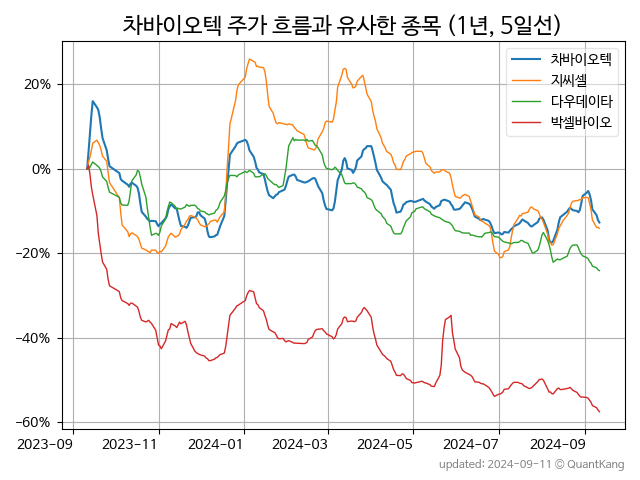 차바이오텍 주가 흐름과 유사한 종목 (1년, 5일선)
차바이오텍
지씨셀
다우데이타
박셀바이오
20%
0%
−20%
−40%
−60%
2023-09 2023-11 2024-01 2024-03 2024-05 2024-07 2024-09
updated: 2024-09-11 © QuantKang